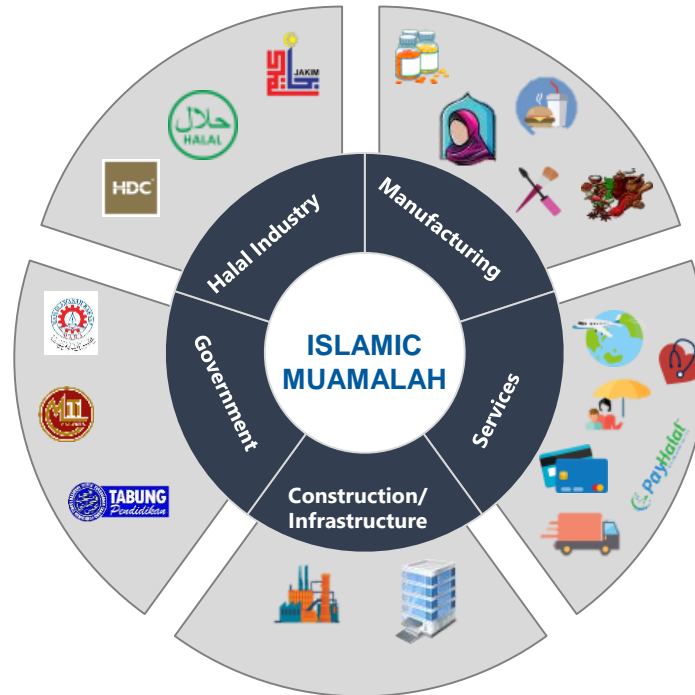 ISLAMIC
MUAMALAH
Halal Industry
Manufacturing
Services
Construction/
Infrastructure
Government
JAKIM
حلال
HALAL
HDC
TABUNG
Pendidikan
PayHalal